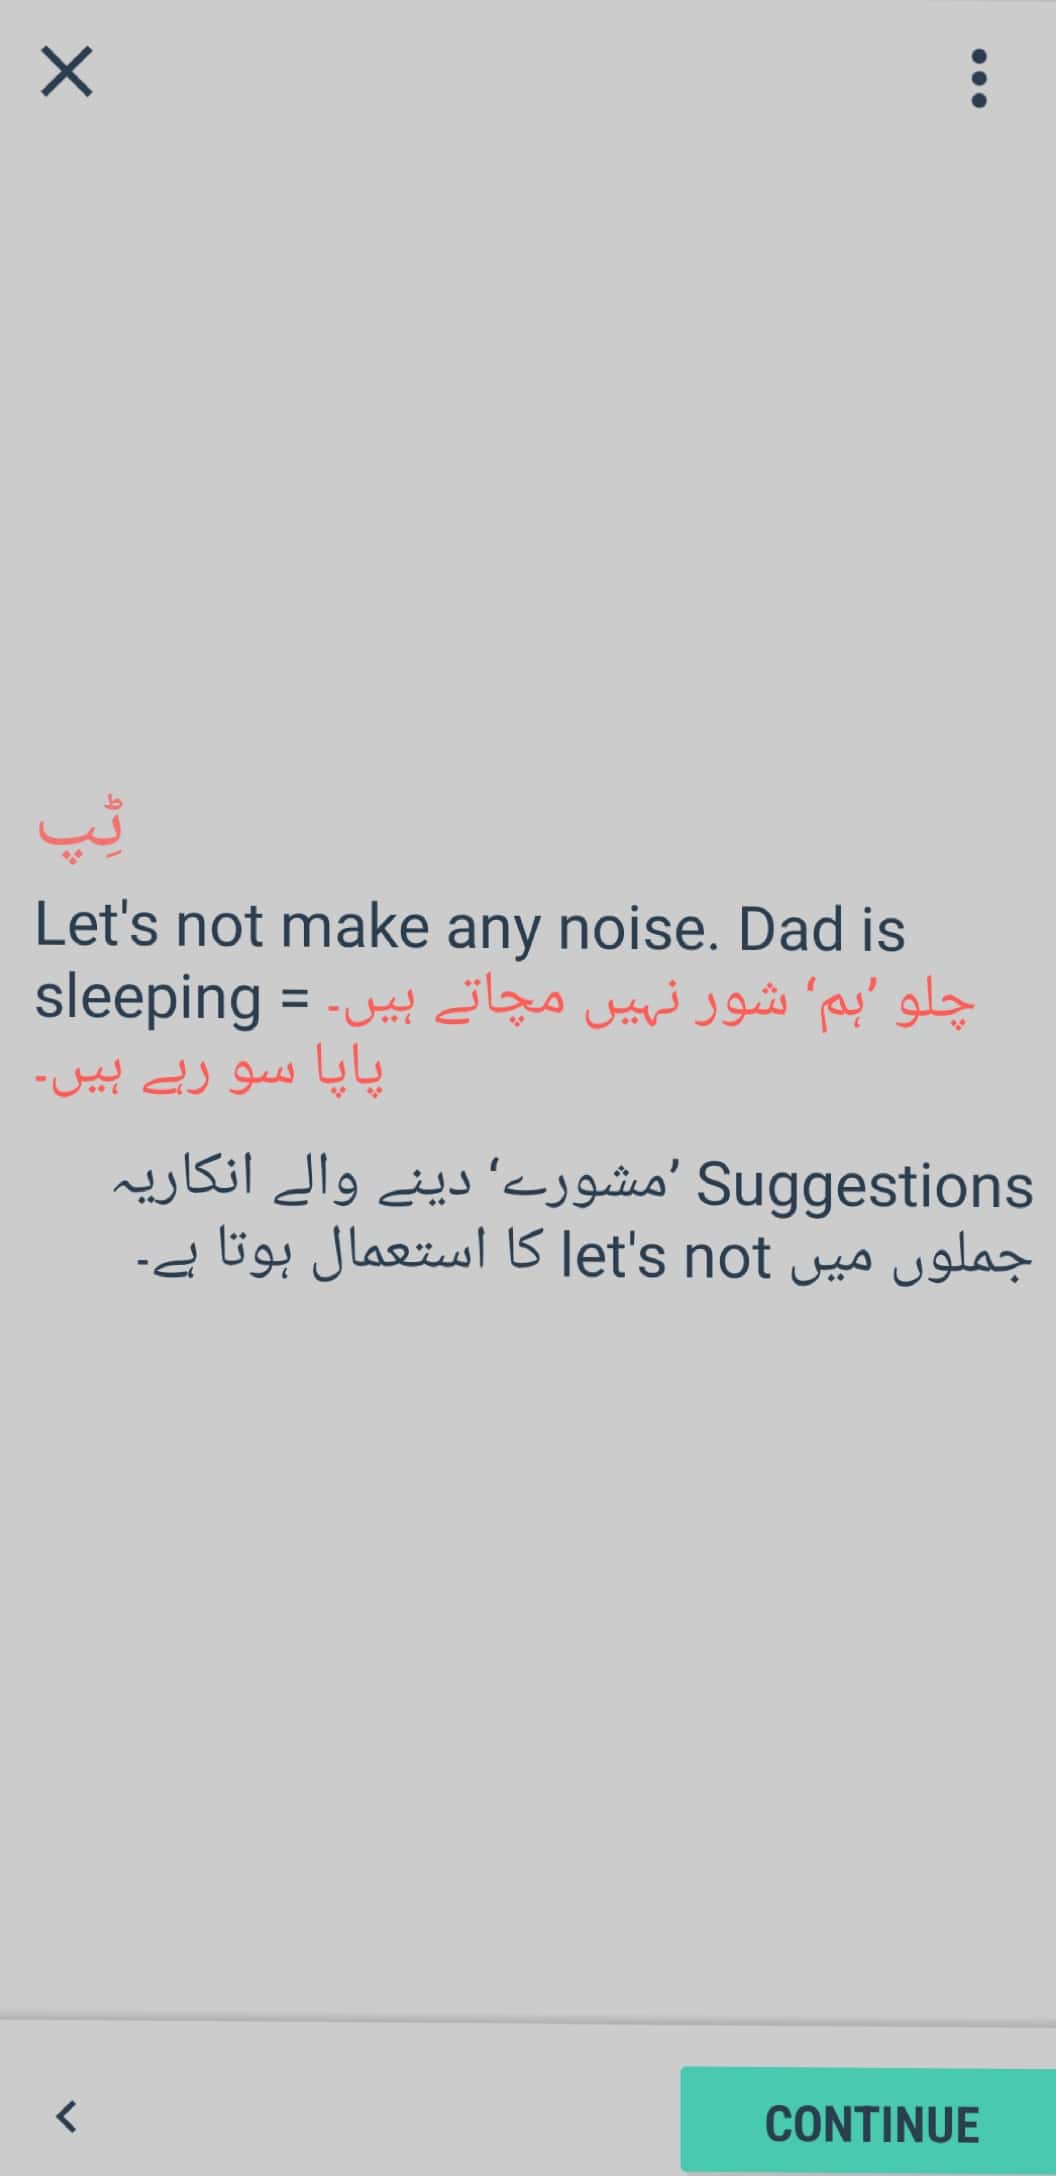 ٹِپ
Let's not make any noise. Dad is
sleeping = چلو ’ہم‘ شور نہیں مچاتے ہیں۔
پاپا سو رہے ہیں۔
Suggestions ’مشورے‘ دینے والے انکاریہ
جملوں میں let's not کا استعمال ہوتا ہے۔
CONTINUE